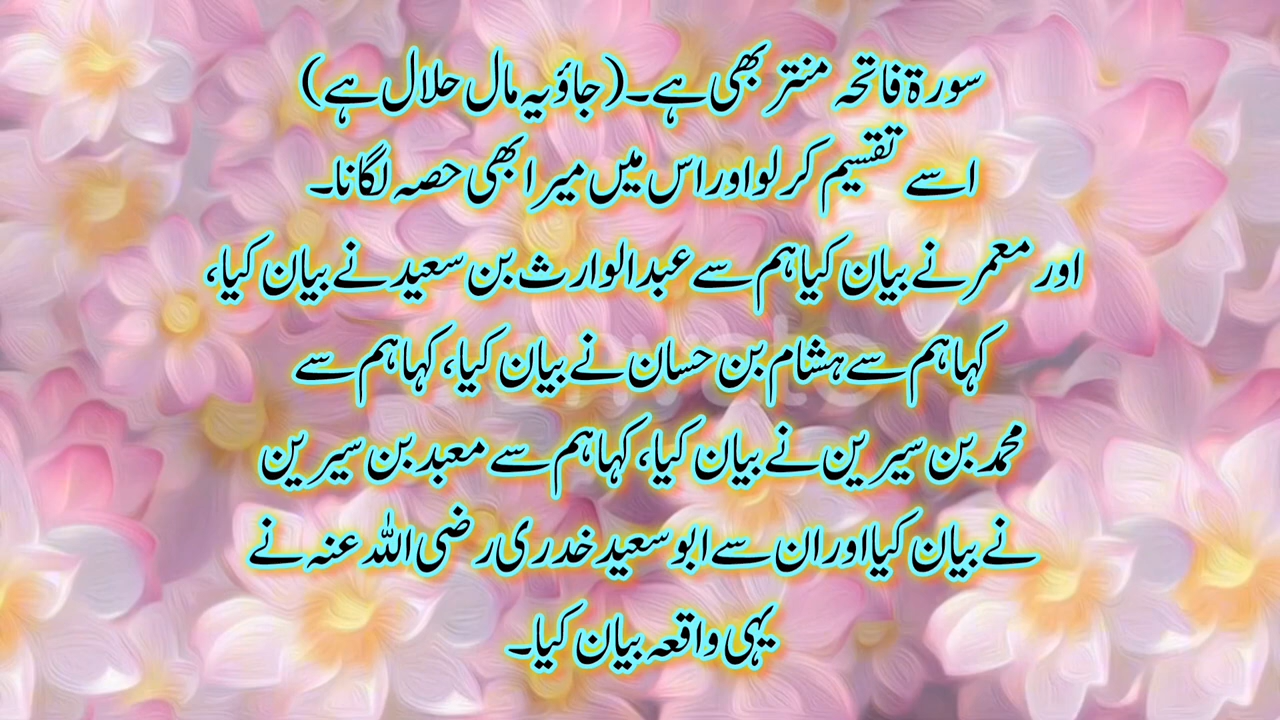 سورۃ فاتحہ منتر بھی ہے۔(جاؤ یہ مال حلال ہے)
اسے تقسیم کر لو اور اس میں میرا بھی حصہ لگانا۔
اور معمر نے بیان کیا ہم سے عبدالوارث بن سعید نے بیان کیا،
کہا ہم سے ہشام بن حسان نے بیان کیا، کہا ہم سے
محمد بن سیرین نے بیان کیا، کہا ہم سے معبد بن سیرین
نے بیان کیا اور ان سے ابو سعید خدری رضی اللہ عنہ نے
یہی واقعہ بیان کیا۔